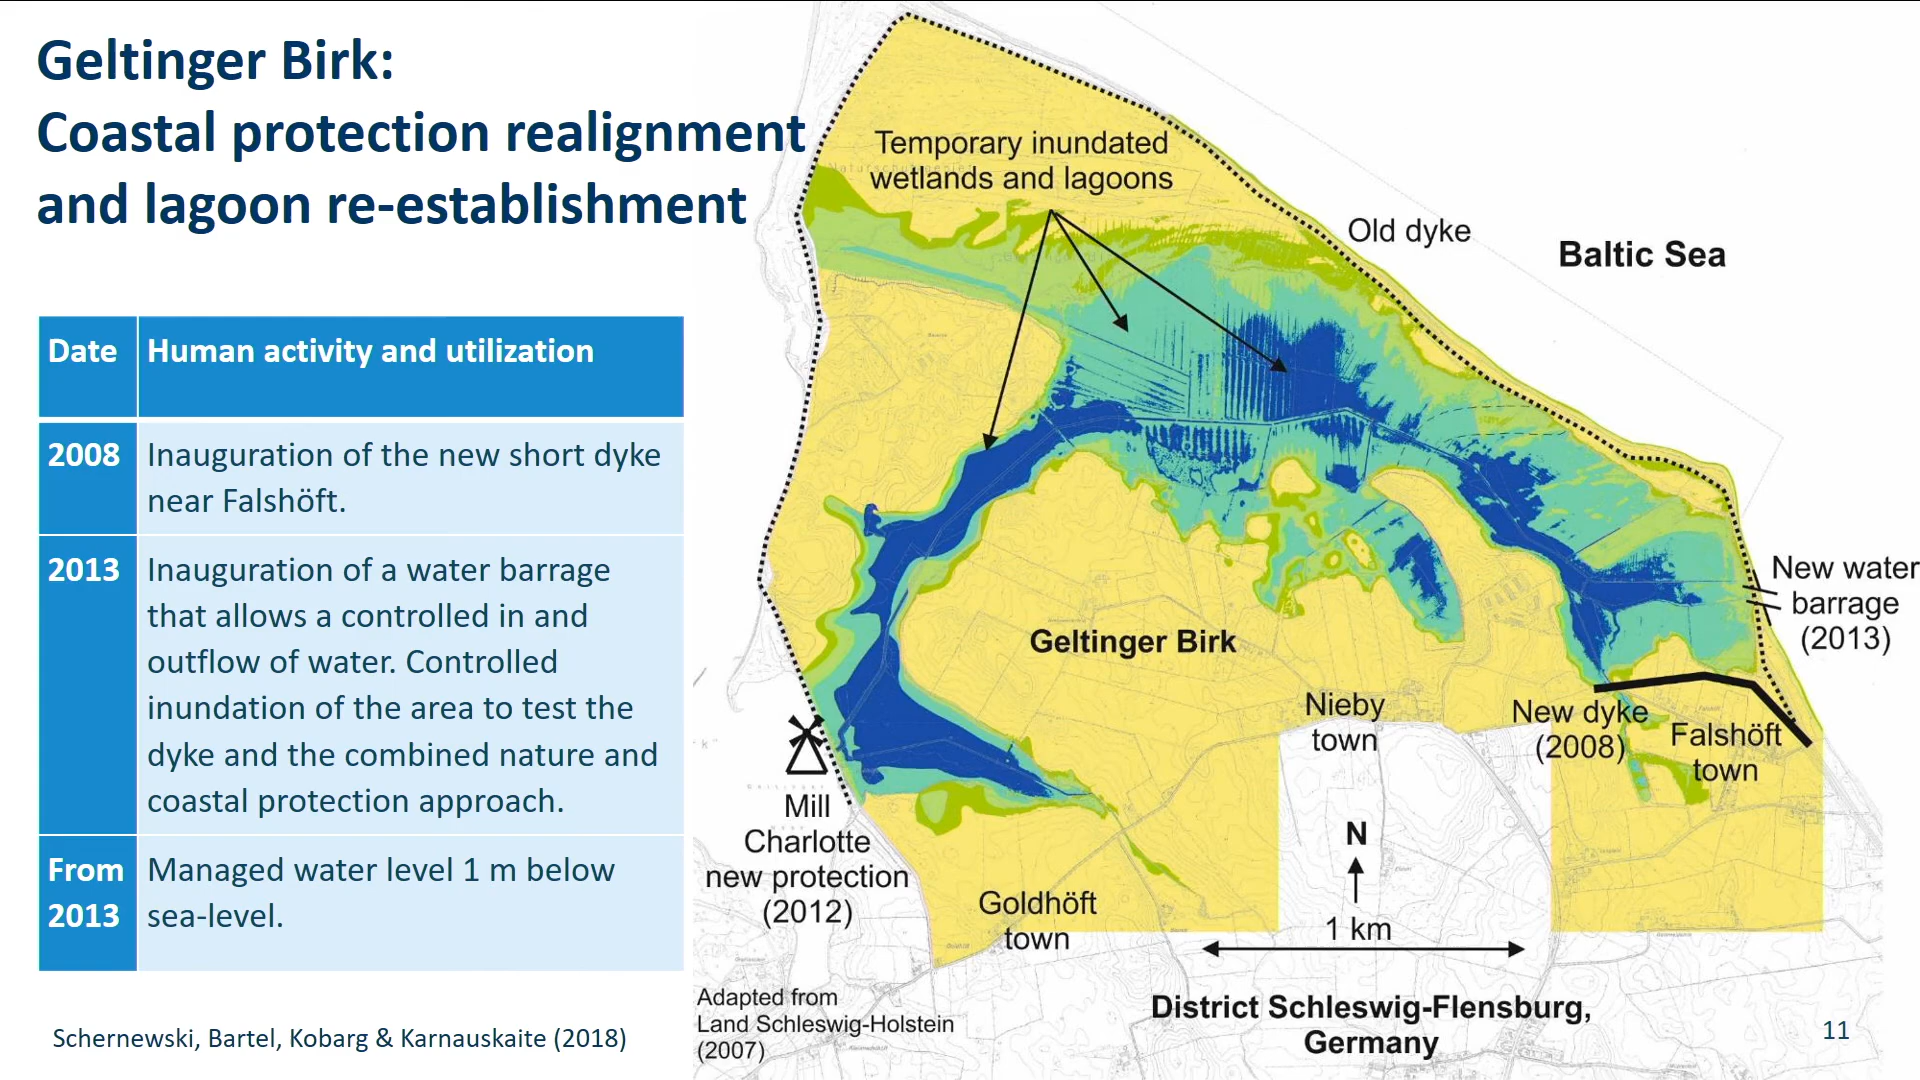 Geltinger Birk:
Coastal protection realignment
and lagoon re-establishment
Date
Human activity and utilization
2008
Inauguration of the new short dyke
near Falshöft.
2013
Inauguration of a water barrage
that allows a controlled in and
outflow of water. Controlled
inundation of the area to test the
dyke and the combined nature and
coastal protection approach.
From
2013
Managed water level 1 m below
sea-level.
Schernewski, Bartel, Kobarg & Karnauskaite (2018)
Temporary inundated
wetlands and lagoons
Old dyke
Baltic Sea
New water
barrage
(2013)
Geltinger Birk
Nieby
town
New dyke
(2008)
Falshöft
town
Mill
Charlotte
new protection
(2012)
Goldhöft
town
N
1 km
Adapted from
Land Schleswig-Holstein
(2007)
District Schleswig-Flensburg,
Germany
11